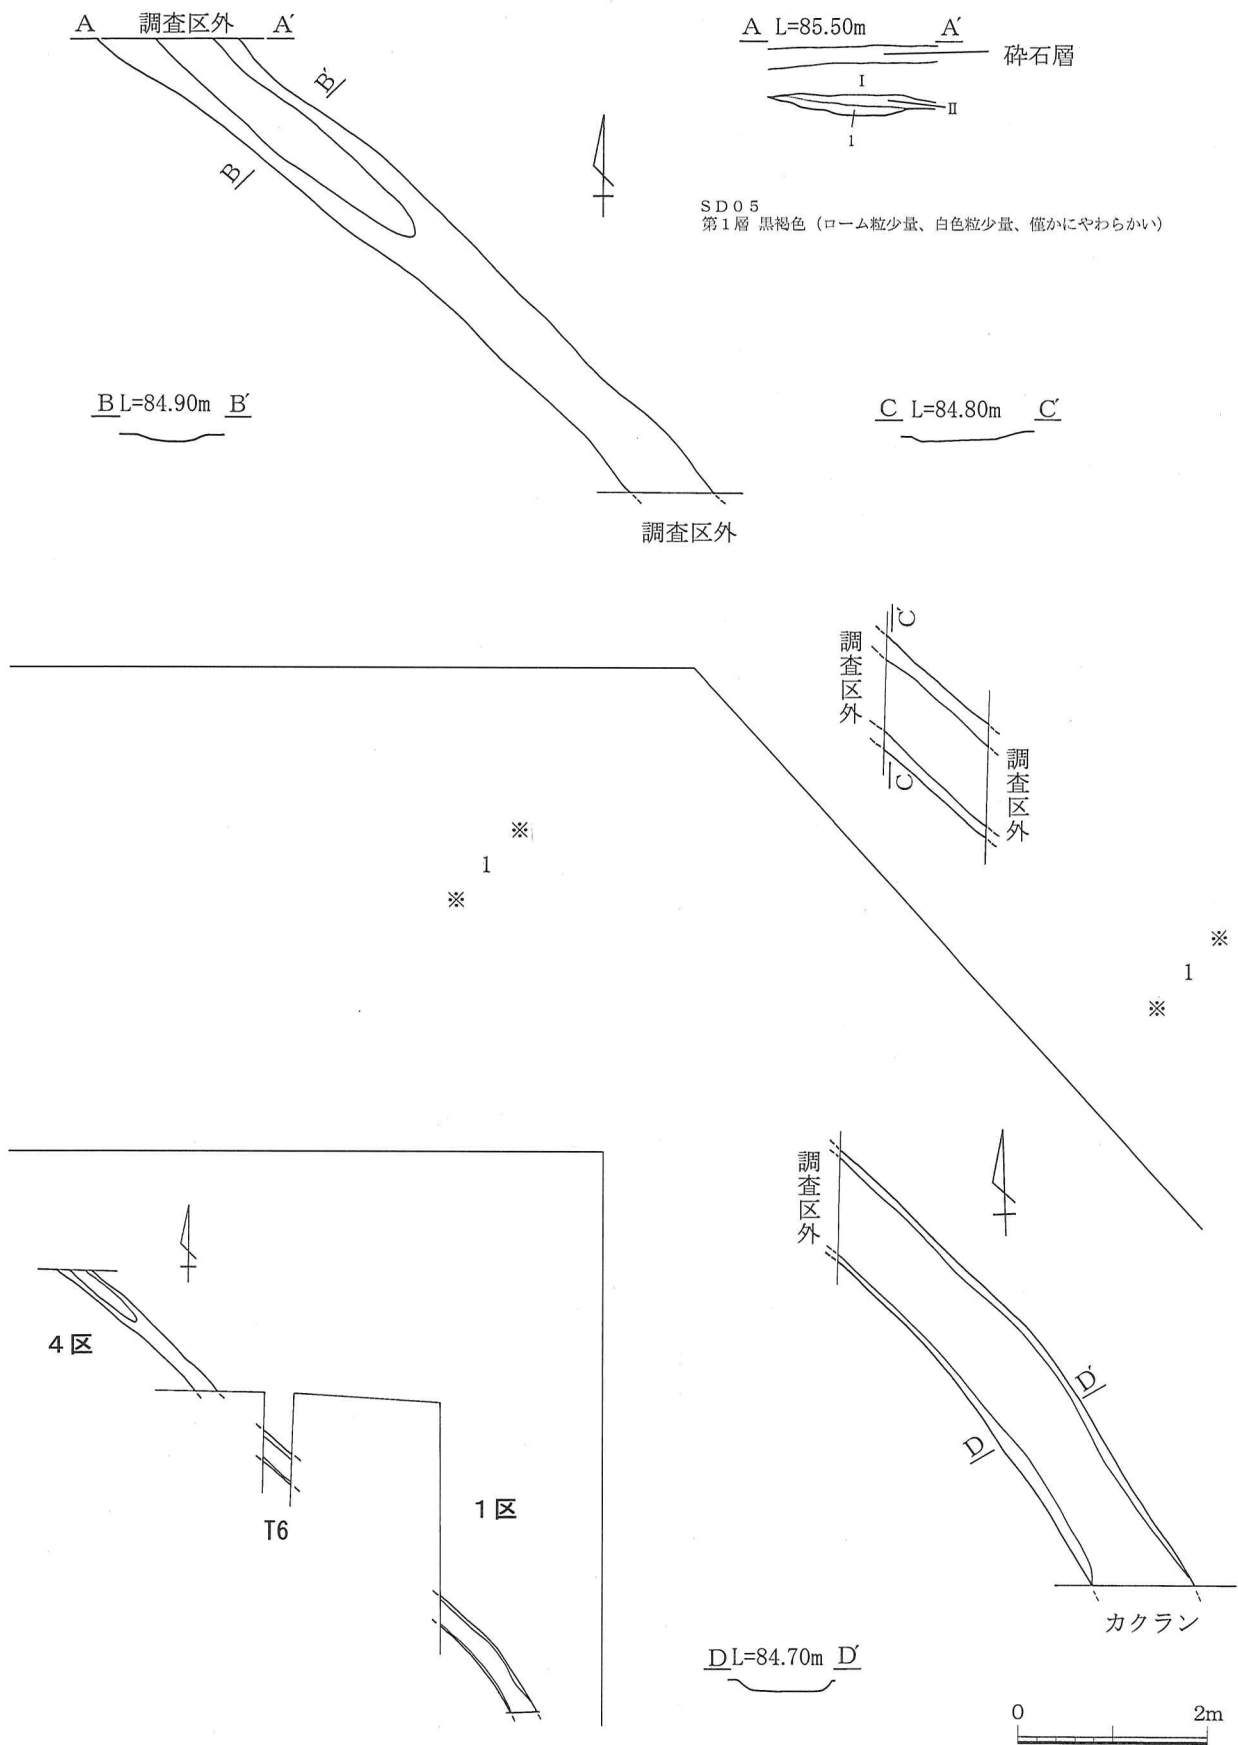 A 調査区外 A′
B′
B
A L=85.50m A′
砕石層
I
II
1
SD05
第1層 黒褐色（ローム粒少量、白色粒少量、僅かにやわらかい）
B L=84.90m B′
C L=84.80m C′
調査区外
C′
調査区外
調査区外
C
※
1
※
※
1
※
4区
T6
1区
調査区外
D′
D
カクラン
D L=84.70m D′
0 2m